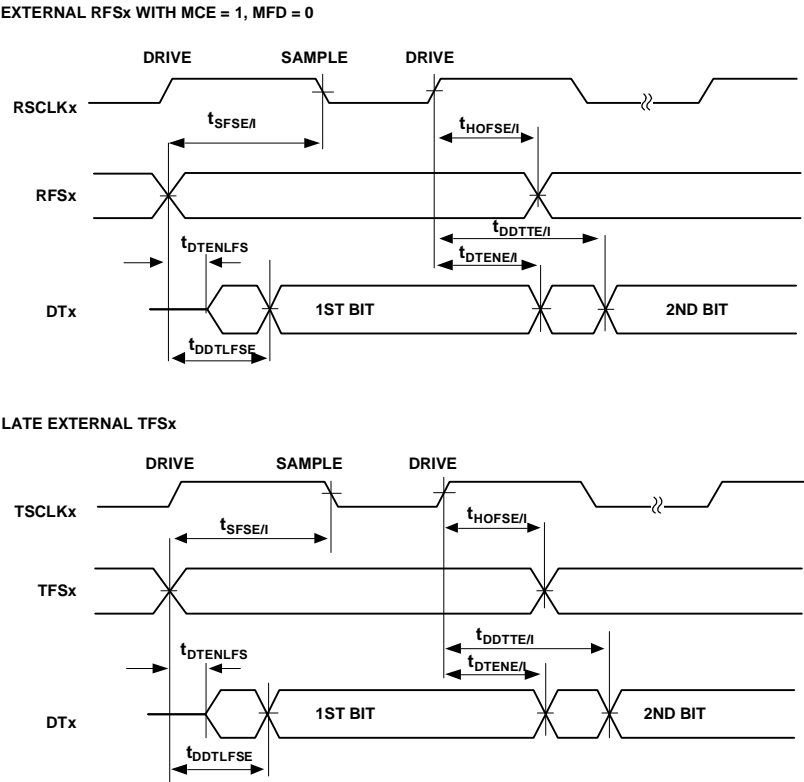 EXTERNAL RFSx WITH MCE = 1, MFD = 0
DRIVE SAMPLE DRIVE
RSCLKx
tSFSE/I
tHOFSE/I
RFSx
tDDTTE/I
tDTENLFS
tDTENE/I
DTx
1ST BIT
2ND BIT
tDDTLFSE
LATE EXTERNAL TFSx
DRIVE SAMPLE DRIVE
TSCLKx
tSFSE/I
tHOFSE/I
TFSx
tDDTTE/I
tDTENLFS
tDTENE/I
DTx
1ST BIT
2ND BIT
tDDTLFSE